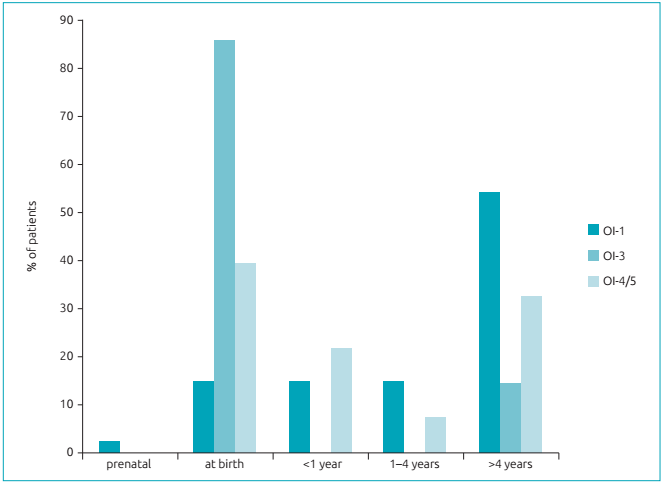 90
80
70
60
50
40
30
20
10
0
% of patients
prenatal
at birth
<1 year
1–4 years
>4 years
OI-1
OI-3
OI-4/5